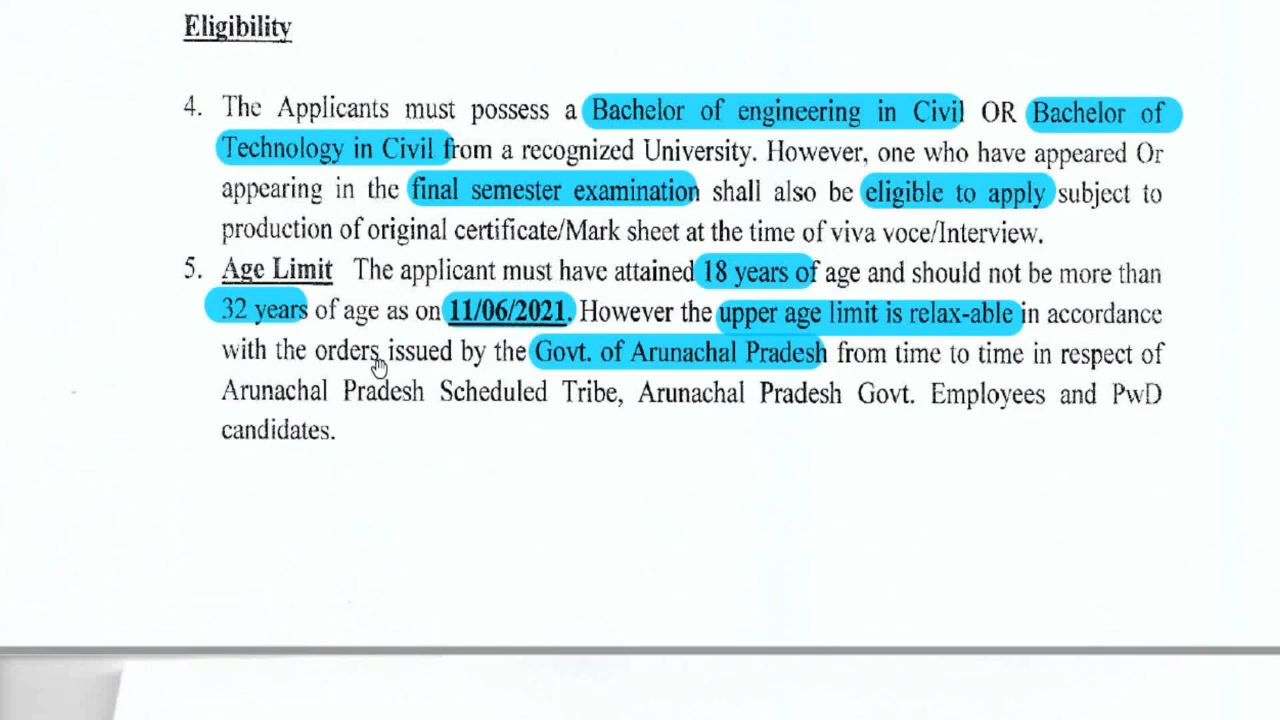 Eligibility
4. The Applicants must possess a Bachelor of engineering in Civil OR Bachelor of
Technology in Civil from a recognized University. However, one who have appeared Or
appearing in the final semester examination shall also be eligible to apply subject to
production of original certificate/Mark sheet at the time of viva voce/Interview.
5. Age Limit The applicant must have attained 18 years of age and should not be more than
32 years of age as on 11/06/2021. However the upper age limit is relax-able in accordance
with the orders issued by the Govt. of Arunachal Pradesh from time to time in respect of
Arunachal Pradesh Scheduled Tribe, Arunachal Pradesh Govt. Employees and PwD
candidates.